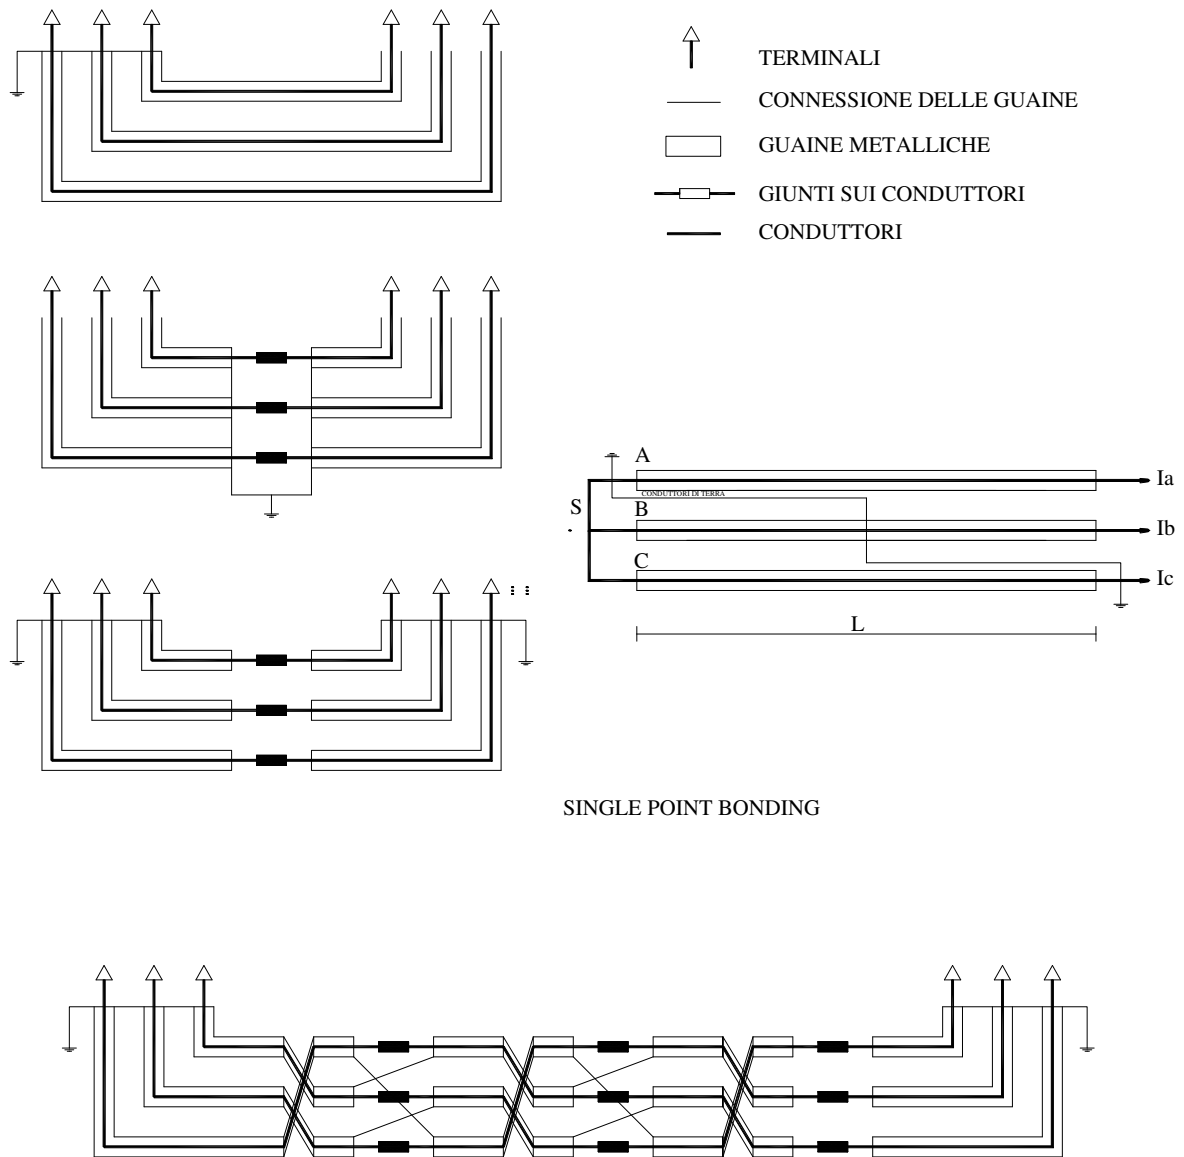 TERMINALI
CONNESSIONE DELLE GUAINE
GUAINE METALLICHE
GIUNTI SUI CONDUTTORI
CONDUTTORI
A
Ia
CONDUTTORI DI TERRA
S
B
Ib
C
Ic
L
SINGLE POINT BONDING